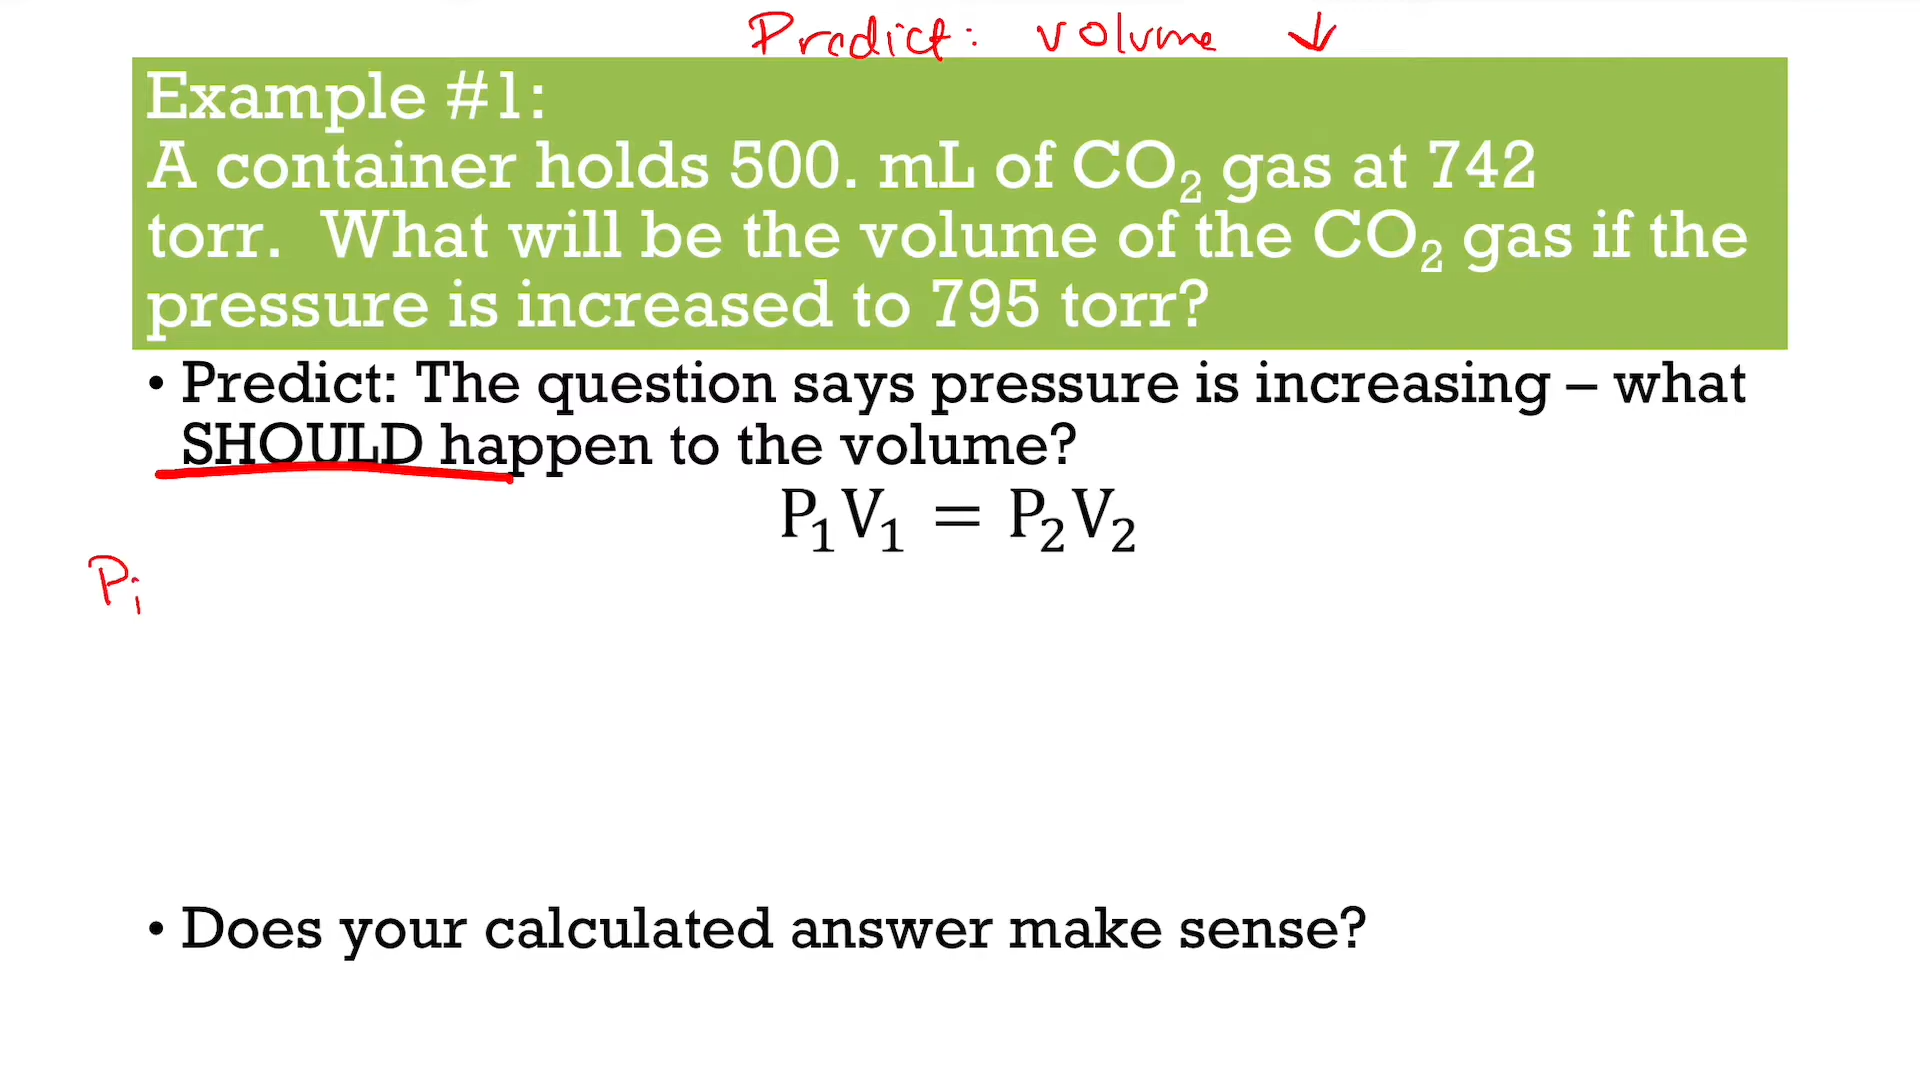 Predict: volume ↓
Example #1:
A container holds 500. mL of CO₂ gas at 742
torr. What will be the volume of the CO₂ gas if the
pressure is increased to 795 torr?
• Predict: The question says pressure is increasing – what
SHOULD happen to the volume?
P₁V₁ = P₂V₂
P₁
• Does your calculated answer make sense?